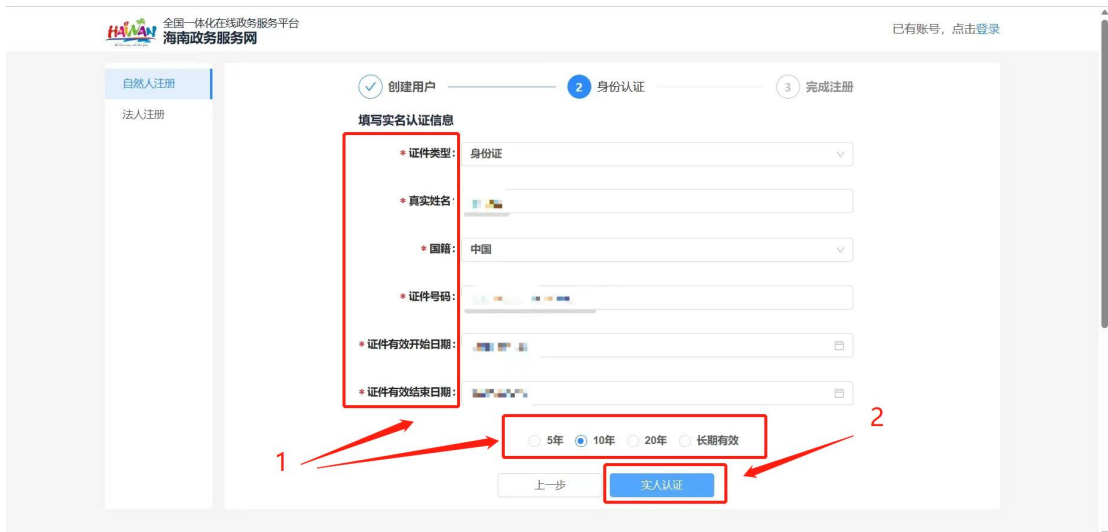 HAINAN 全国一体化在线政务服务平台
海南政务服务网
已有账号，点击登录
自然人注册
法人注册
创建用户
2 身份认证
3 完成注册
填写实名认证信息
* 证件类型： 身份证
* 真实姓名：
* 国籍： 中国
* 证件号码：
* 证件有效开始日期：
* 证件有效结束日期：
5年 10年 20年 长期有效
1
2
上一步 实人认证